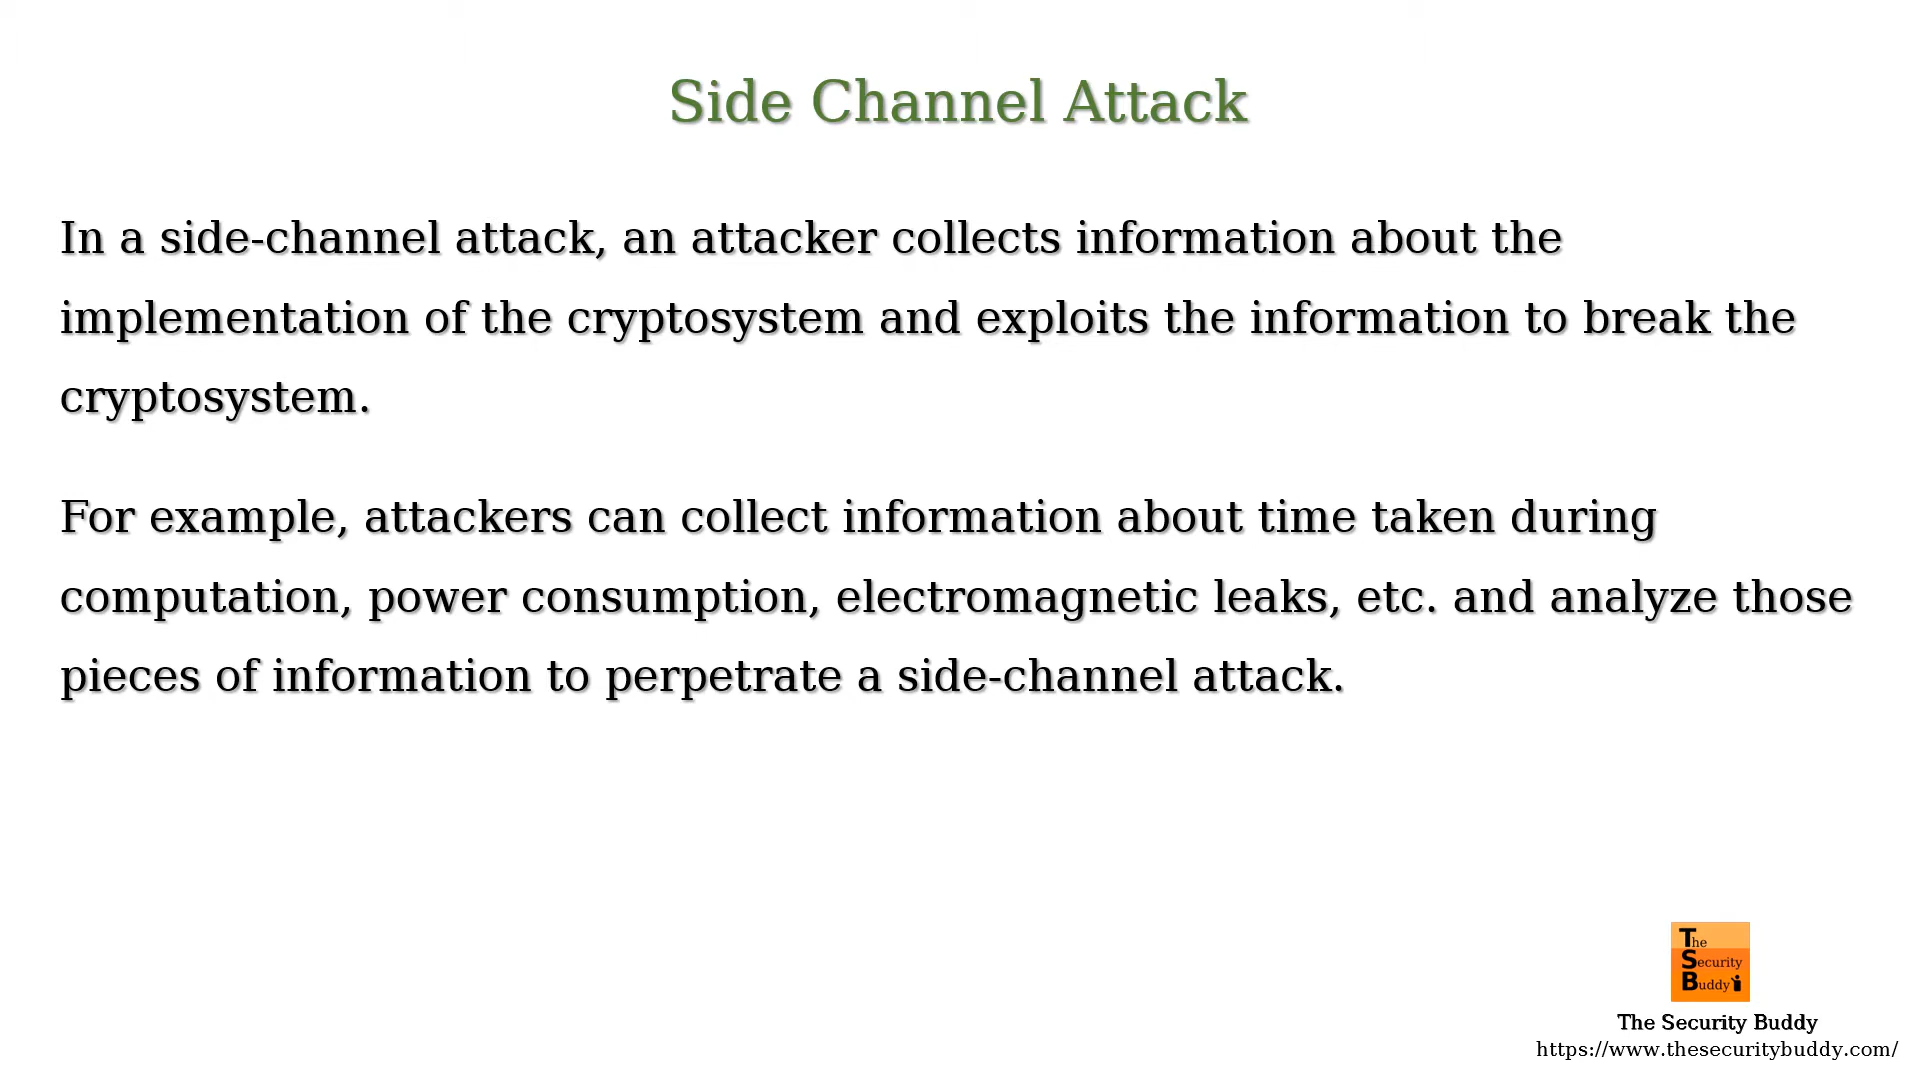 Side Channel Attack
In a side-channel attack, an attacker collects information about the
implementation of the cryptosystem and exploits the information to break the
cryptosystem.
For example, attackers can collect information about time taken during
computation, power consumption, electromagnetic leaks, etc. and analyze those
pieces of information to perpetrate a side-channel attack.
The
Security
Buddy
The Security Buddy
https://www.thesecuritybuddy.com/